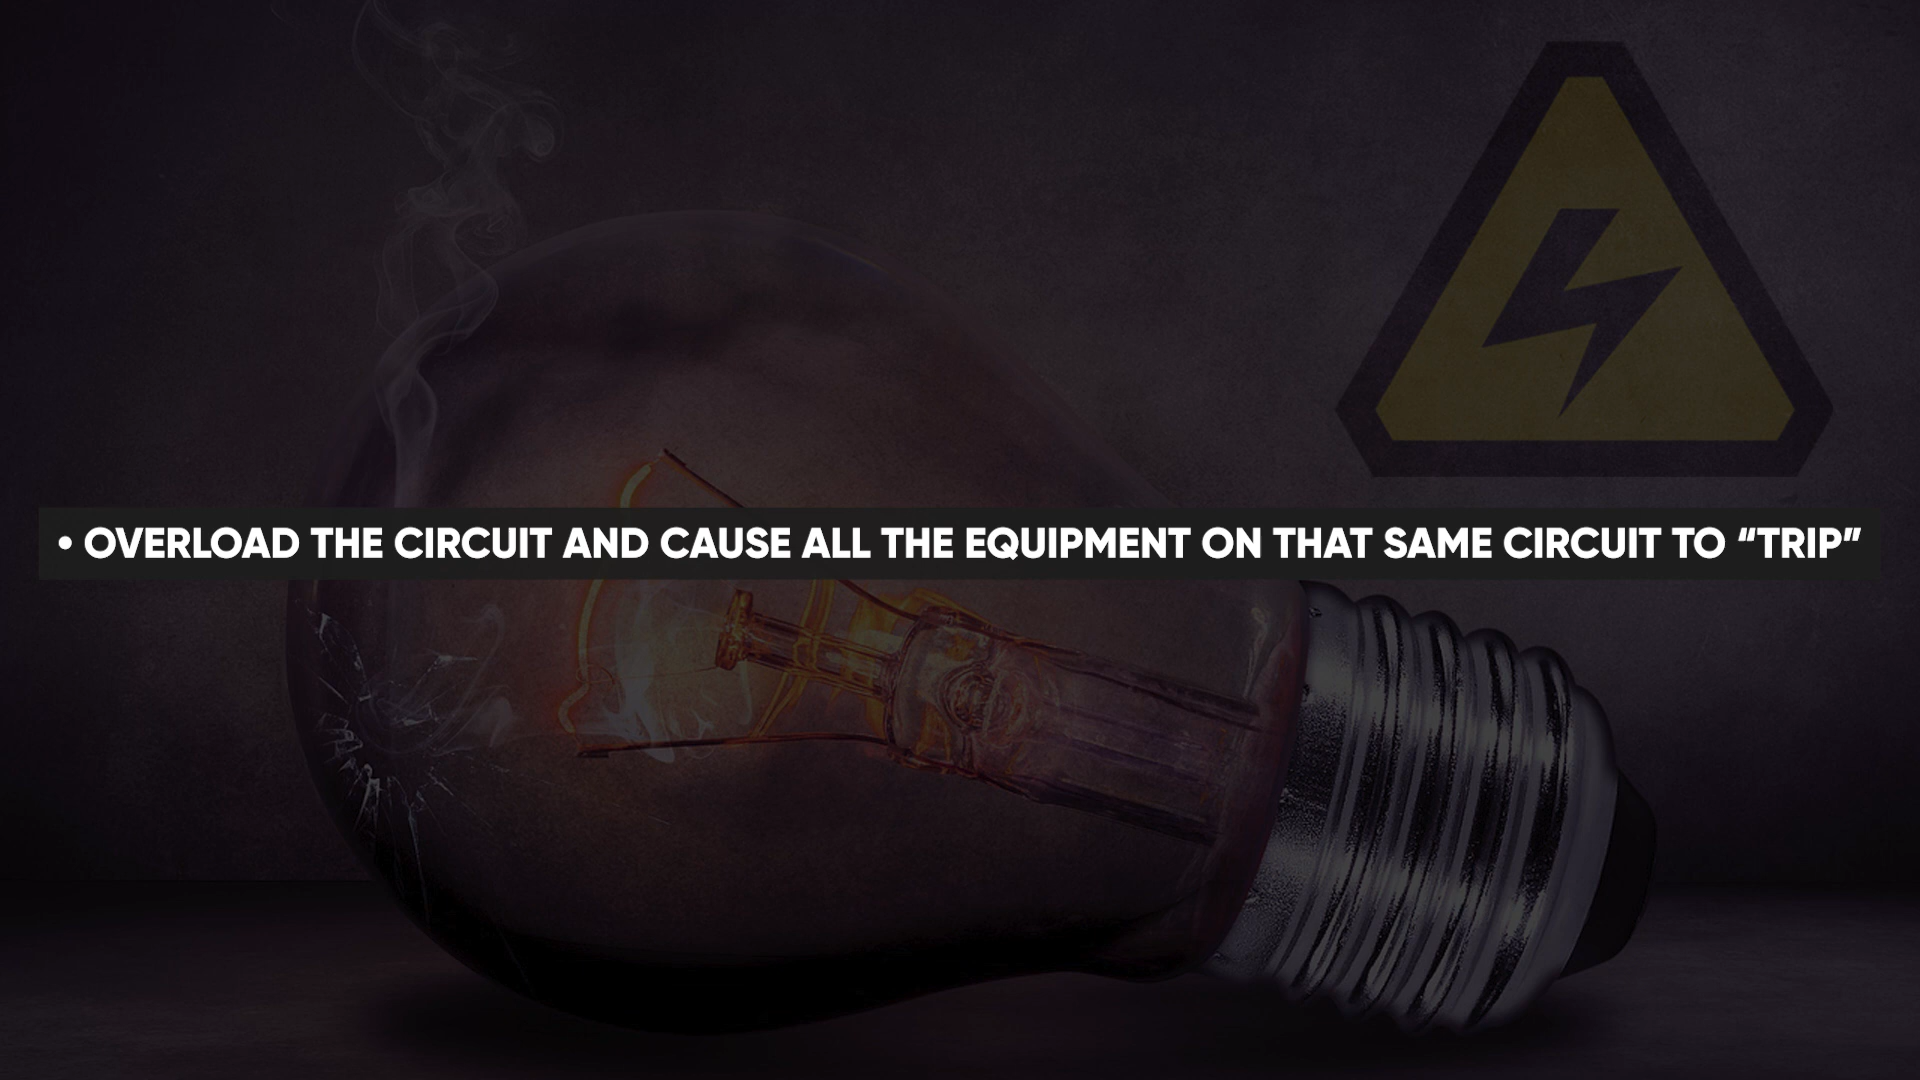 • OVERLOAD THE CIRCUIT AND CAUSE ALL THE EQUIPMENT ON THAT SAME CIRCUIT TO “TRIP”